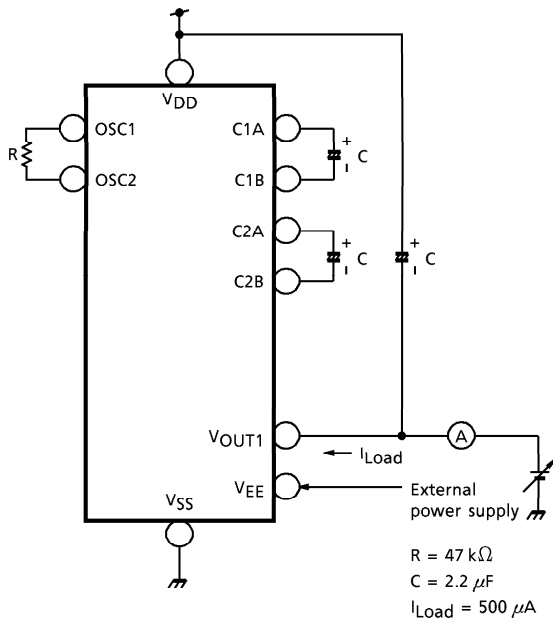 VDD
OSC1
C1A
+
C
R
OSC2
C1B
C2A
+
C
+
C
C2B
VOUT1
A
ILoad
VEE
External
power supply
VSS
R = 47 kΩ
C = 2.2 μF
ILoad = 500 μA